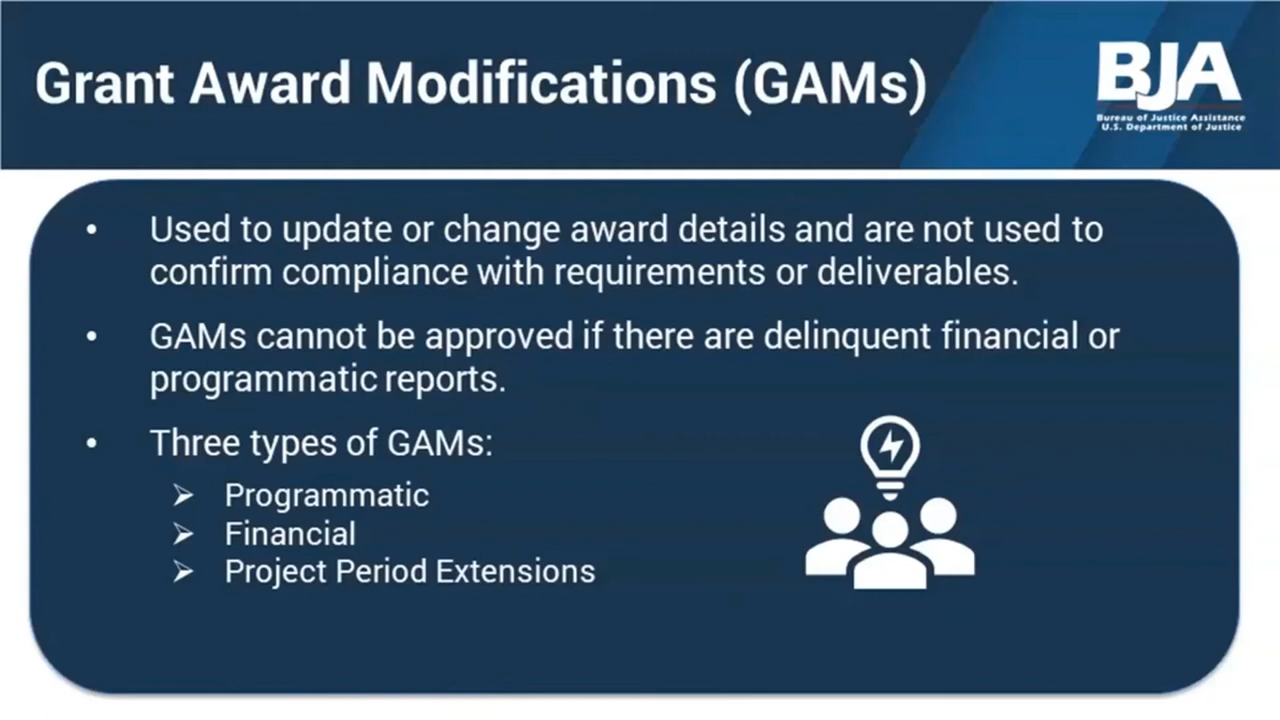 Grant Award Modifications (GAMs)
BJA
Bureau of Justice Assistance
U.S. Department of Justice
• Used to update or change award details and are not used to
confirm compliance with requirements or deliverables.
• GAMs cannot be approved if there are delinquent financial or
programmatic reports.
• Three types of GAMs:
➢ Programmatic
➢ Financial
➢ Project Period Extensions